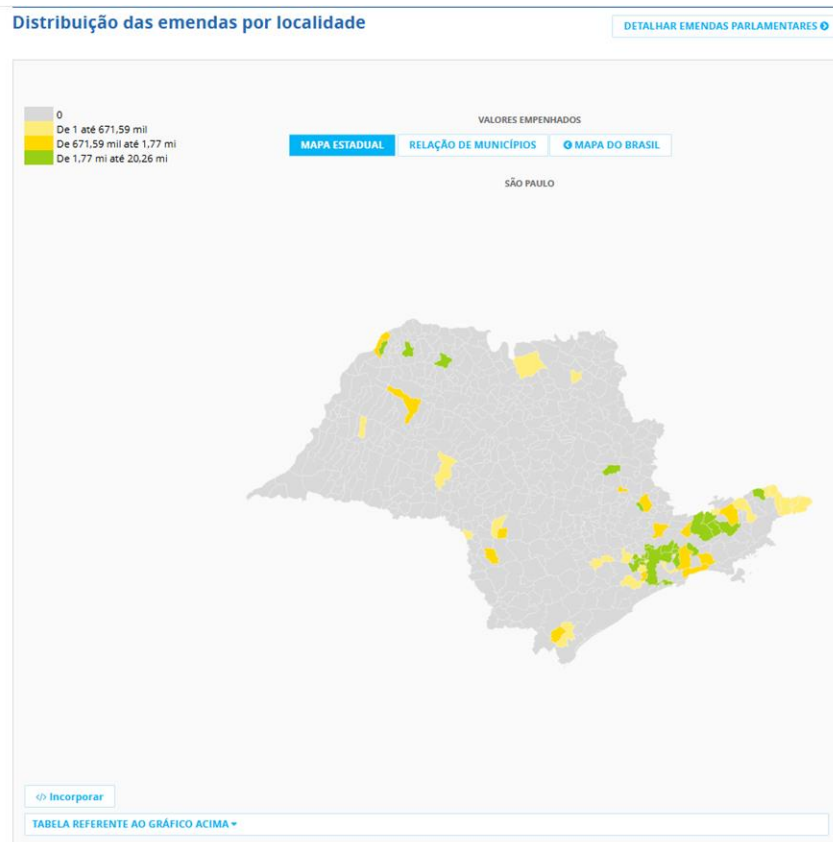 Distribuição das emendas por localidade
DETALHAR EMENDAS PARLAMENTARES
0
De 1 até 671,59 mil
De 671,59 mil até 1,77 mi
De 1,77 mi até 20,26 mi
VALORES EMPENHADOS
MAPA ESTADUAL
RELAÇÃO DE MUNICÍPIOS
MAPA DO BRASIL
SÃO PAULO
</> Incorporar
TABELA REFERENTE AO GRÁFICO ACIMA